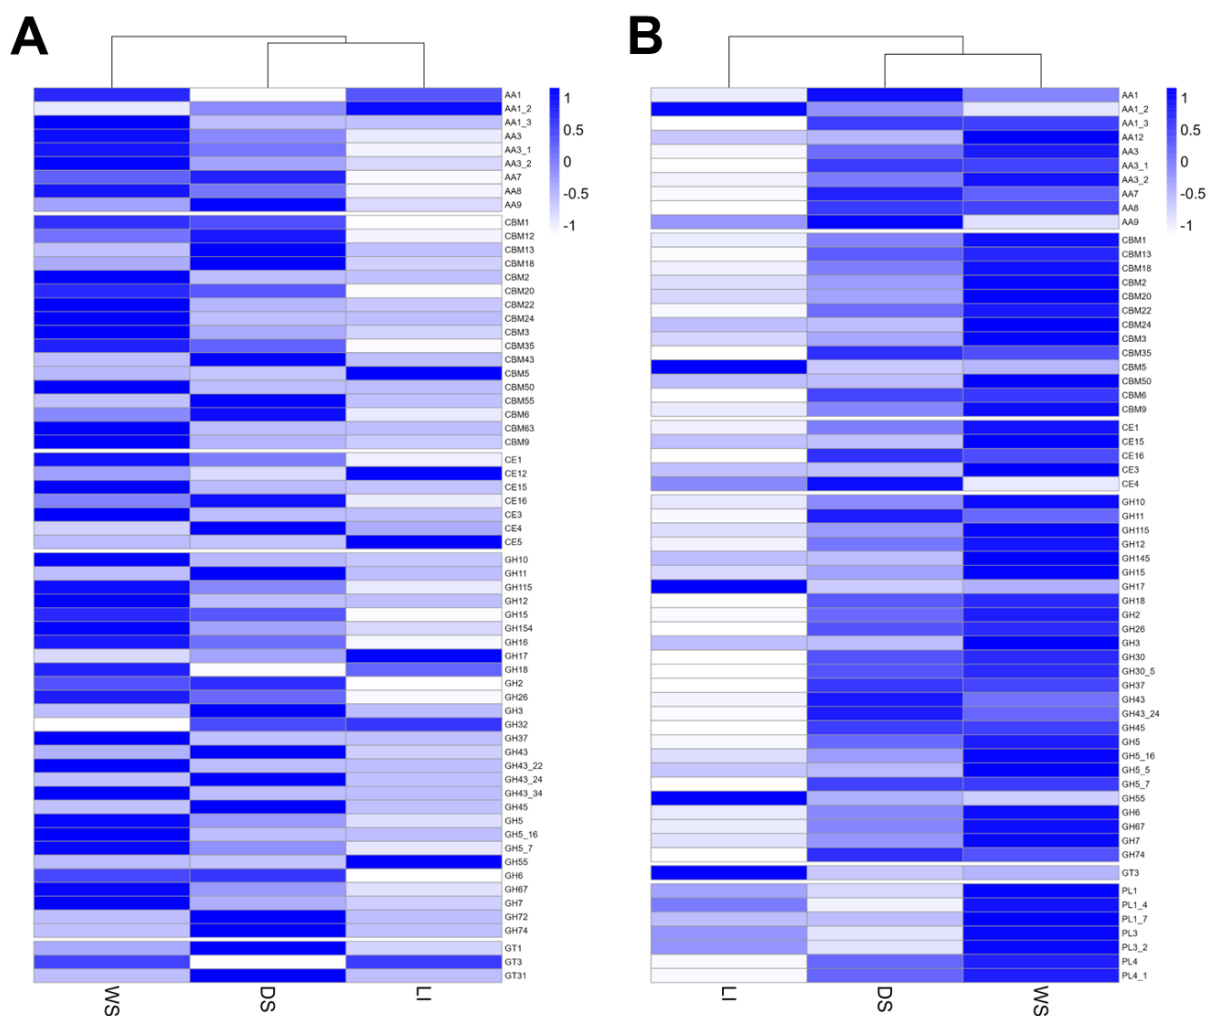 A
B
1
0.5
0
-0.5
-1
AA1
AA1_2
AA1_3
AA3
AA3_1
AA3_2
AA7
AA8
AA9
CBM1
CBM12
CBM13
CBM18
CBM2
CBM20
CBM22
CBM24
CBM3
CBM35
CBM43
CBM5
CBM50
CBM55
CBM6
CBM63
CBM9
CE1
CE12
CE15
CE16
CE3
CE4
CE5
GH10
GH11
GH115
GH12
GH15
GH154
GH16
GH17
GH18
GH2
GH26
GH3
GH32
GH37
GH43
GH43_22
GH43_24
GH43_34
GH45
GH5
GH5_16
GH5_7
GH55
GH6
GH67
GH7
GH72
GH74
GT1
GT3
GT31
WS
DS
LI
1
0.5
0
-0.5
-1
AA1
AA1_2
AA1_3
AA12
AA3
AA3_1
AA3_2
AA7
AA8
AA9
CBM1
CBM13
CBM18
CBM2
CBM20
CBM22
CBM24
CBM3
CBM35
CBM5
CBM50
CBM6
CBM9
CE1
CE15
CE16
CE3
CE4
GH10
GH11
GH115
GH12
GH145
GH15
GH17
GH18
GH2
GH26
GH3
GH30
GH30_5
GH37
GH43
GH43_24
GH45
GH5
GH5_16
GH5_5
GH5_7
GH55
GH6
GH67
GH7
GH74
GT3
PL1
PL1_4
PL1_7
PL3
PL3_2
PL4
PL4_1
LI
DS
WS